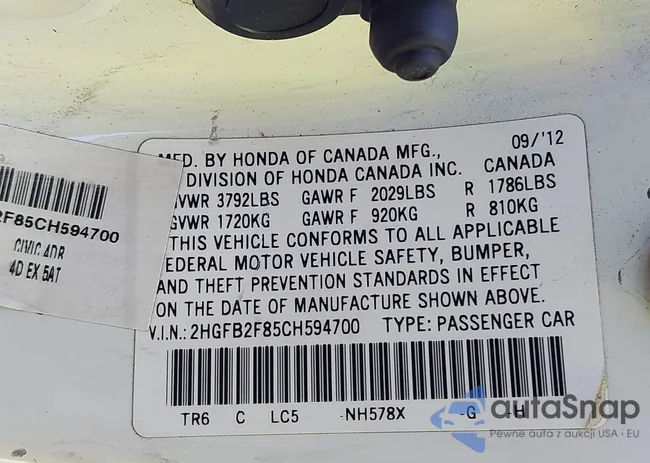 2F85CH594700
CIVIC 4DR
4D EX 5AT
MFD. BY HONDA OF CANADA MFG., 09/'12
DIVISION OF HONDA CANADA INC. CANADA
GVWR 3792LBS GAWR F 2029LBS R 1786LBS
GVWR 1720KG GAWR F 920KG R 810KG
THIS VEHICLE CONFORMS TO ALL APPLICABLE
FEDERAL MOTOR VEHICLE SAFETY, BUMPER,
AND THEFT PREVENTION STANDARDS IN EFFECT
ON THE DATE OF MANUFACTURE SHOWN ABOVE.
V.I.N.: 2HGFB2F85CH594700 TYPE: PASSENGER CAR
TR6 C LC5 -NH578X -G -H
autoSnap
Pewne auta z aukcji USA i EU